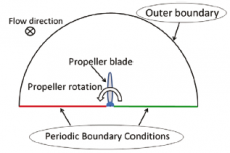 Outer boundary
Flow direction
Propeller blade
Propeller rotation
Periodic Boundary Conditions